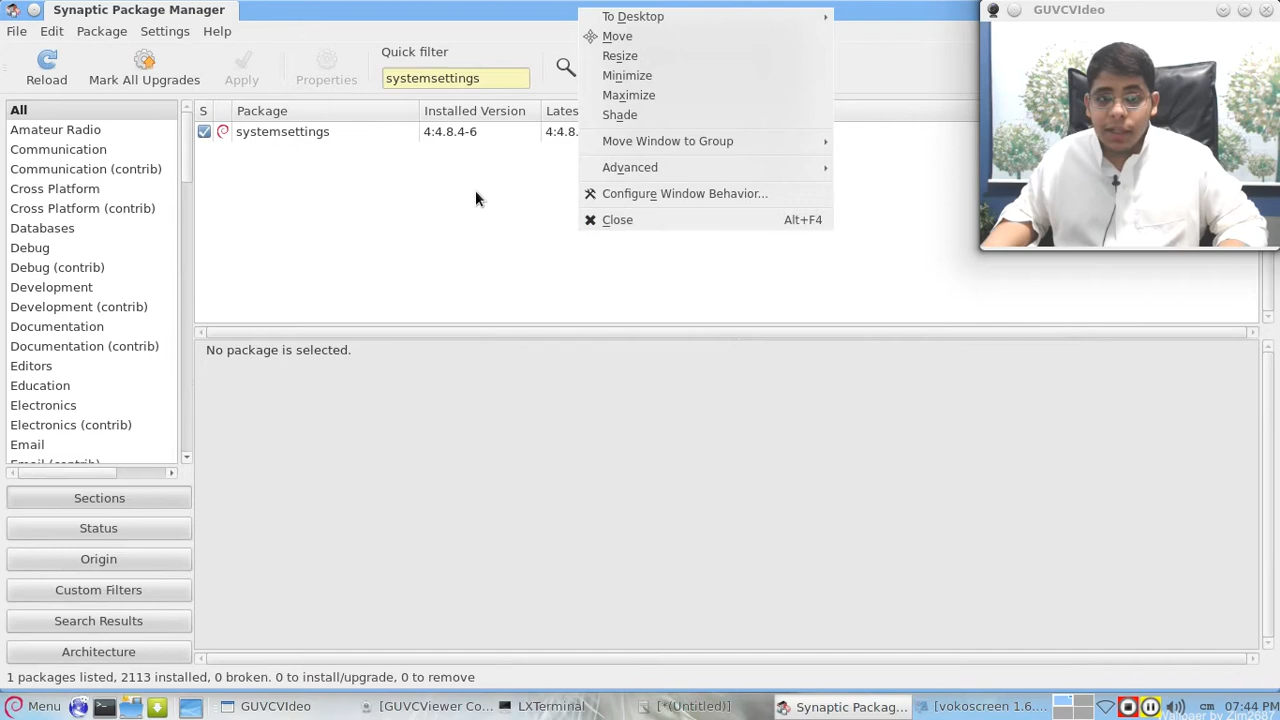 Synaptic Package Manager
GUVCVIdeo
File Edit Package Settings Help
Reload
Mark All Upgrades
Apply
Properties
Quick filter
systemsettings
To Desktop
Move
Resize
Minimize
Maximize
Shade
Move Window to Group
Advanced
Configure Window Behavior...
Close Alt+F4
All
Amateur Radio
Communication
Communication (contrib)
Cross Platform
Cross Platform (contrib)
Databases
Debug
Debug (contrib)
Development
Development (contrib)
Documentation
Documentation (contrib)
Editors
Education
Electronics
Electronics (contrib)
Email
Email (contrib)
S Package Installed Version Lates
systemsettings 4:4.8.4-6 4:4.8.
No package is selected.
Sections
Status
Origin
Custom Filters
Search Results
Architecture
1 packages listed, 2113 installed, 0 broken. 0 to install/upgrade, 0 to remove
Menu GUVCVIdeo [GUVCViewer Co... LXTerminal [*(Untitled)] Synaptic Packag... [vokoscreen 1.6.... cm 07:44 PM